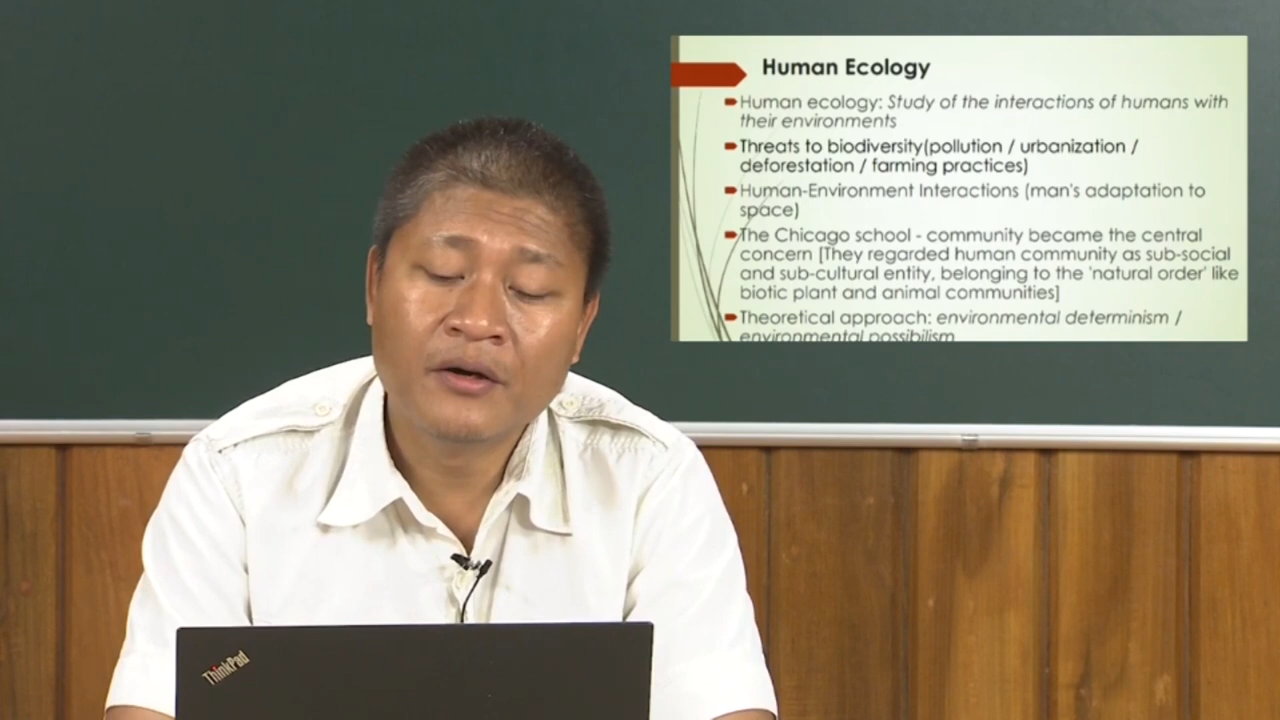 Human Ecology
Human ecology: Study of the interactions of humans with
their environments
Threats to biodiversity(pollution / urbanization /
deforestation / farming practices)
Human-Environment Interactions (man's adaptation to
space)
The Chicago school - community became the central
concern [They regarded human community as sub-social
and sub-cultural entity, belonging to the 'natural order' like
biotic plant and animal communities]
Theoretical approach: environmental determinism /
environmental possibilism
ThinkPad